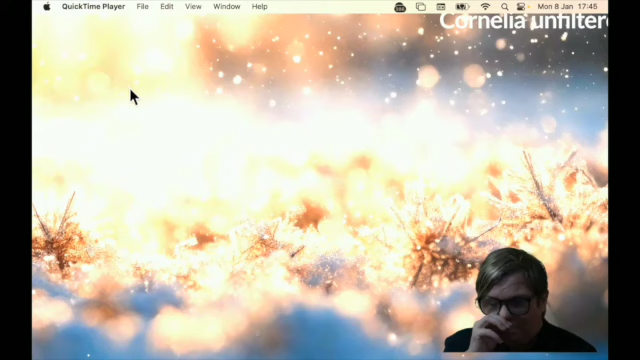 QuickTime Player File Edit View Window Help Mon 8 Jan 17:45
Cornelia unfiltere